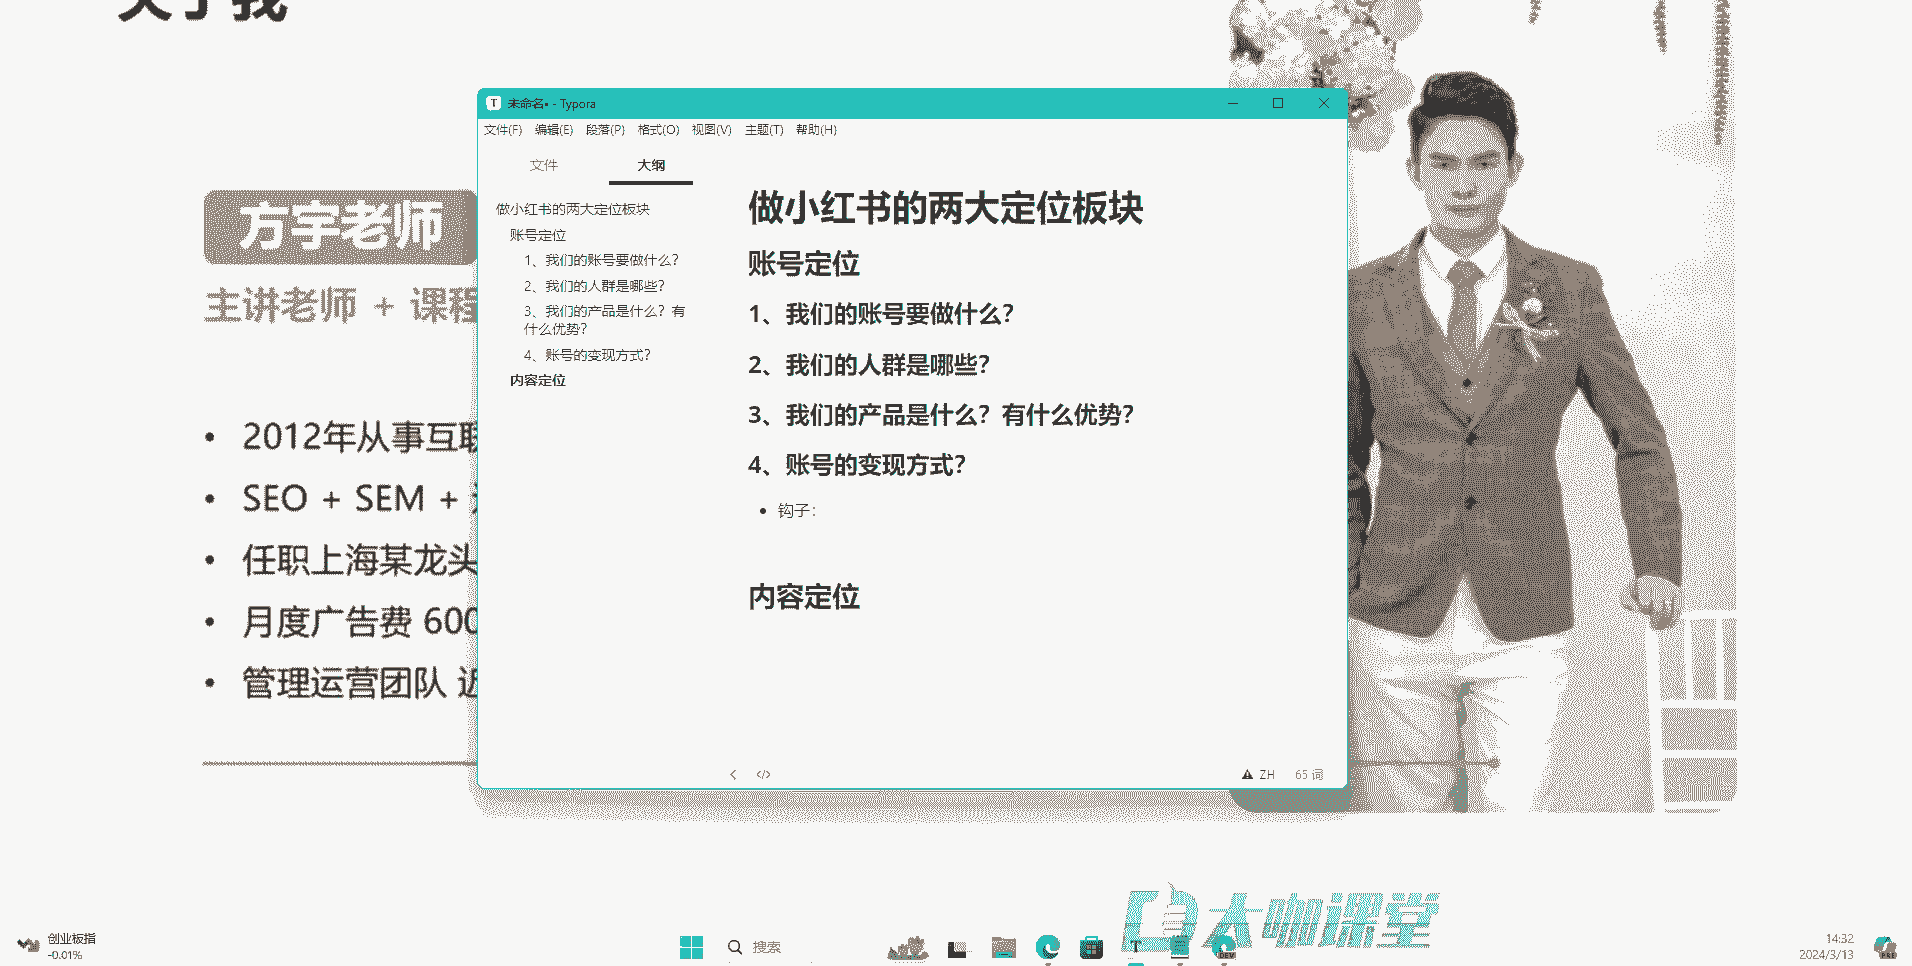 关于我
方宇老师
主讲老师 + 课程
2012年从事互联
SEO + SEM +
任职上海某龙头
月度广告费 600
管理运营团队 近
未命名• - Typora
文件(F) 编辑(E) 段落(P) 格式(O) 视图(V) 主题(T) 帮助(H)
文件 大纲
做小红书的两大定位板块
账号定位
1、我们的账号要做什么？
2、我们的人群是哪些？
3、我们的产品是什么？有
什么优势？
4、账号的变现方式？
内容定位
做小红书的两大定位板块
账号定位
1、我们的账号要做什么？
2、我们的人群是哪些？
3、我们的产品是什么？有什么优势？
4、账号的变现方式？
钩子：
内容定位
</> ZH 65 词
大咖课堂
创业板指
-0.01%
搜索
DEV
14:32
2024/3/13
PRE